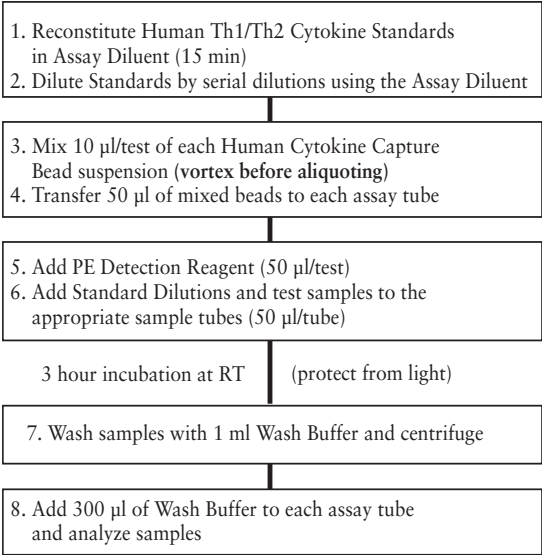 1. Reconstitute Human Th1/Th2 Cytokine Standards
in Assay Diluent (15 min)
2. Dilute Standards by serial dilutions using the Assay Diluent
3. Mix 10 µl/test of each Human Cytokine Capture
Bead suspension (vortex before aliquoting)
4. Transfer 50 µl of mixed beads to each assay tube
5. Add PE Detection Reagent (50 µl/test)
6. Add Standard Dilutions and test samples to the
appropriate sample tubes (50 µl/tube)
3 hour incubation at RT (protect from light)
7. Wash samples with 1 ml Wash Buffer and centrifuge
8. Add 300 µl of Wash Buffer to each assay tube
and analyze samples